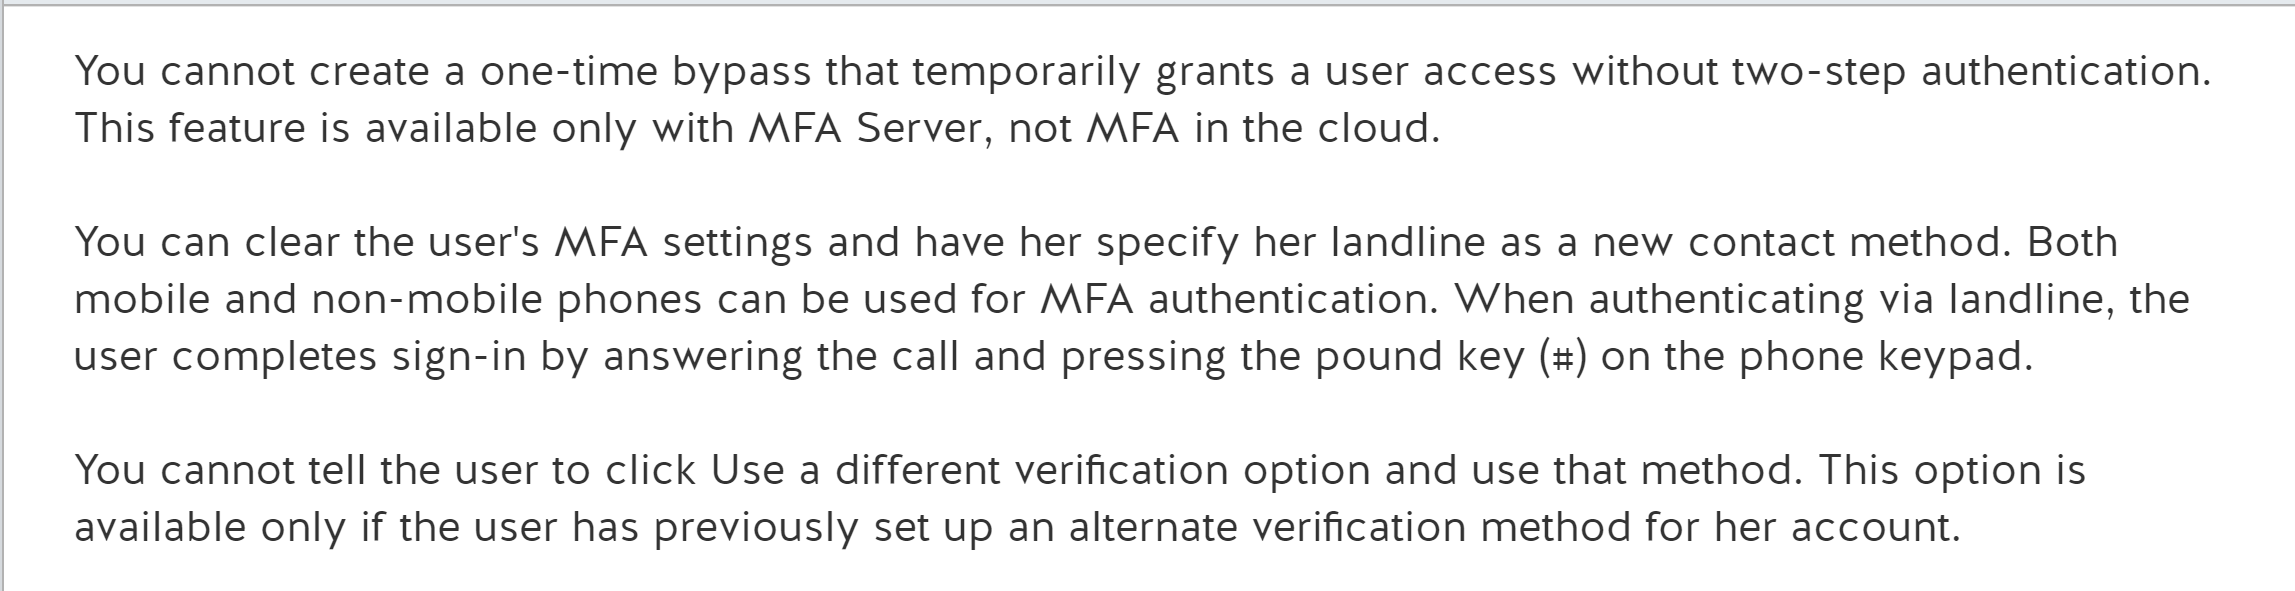 You cannot create a one-time bypass that temporarily grants a user access without two-step authentication.
This feature is available only with MFA Server, not MFA in the cloud.
You can clear the user's MFA settings and have her specify her landline as a new contact method. Both
mobile and non-mobile phones can be used for MFA authentication. When authenticating via landline, the
user completes sign-in by answering the call and pressing the pound key (#) on the phone keypad.
You cannot tell the user to click Use a different verification option and use that method. This option is
available only if the user has previously set up an alternate verification method for her account.